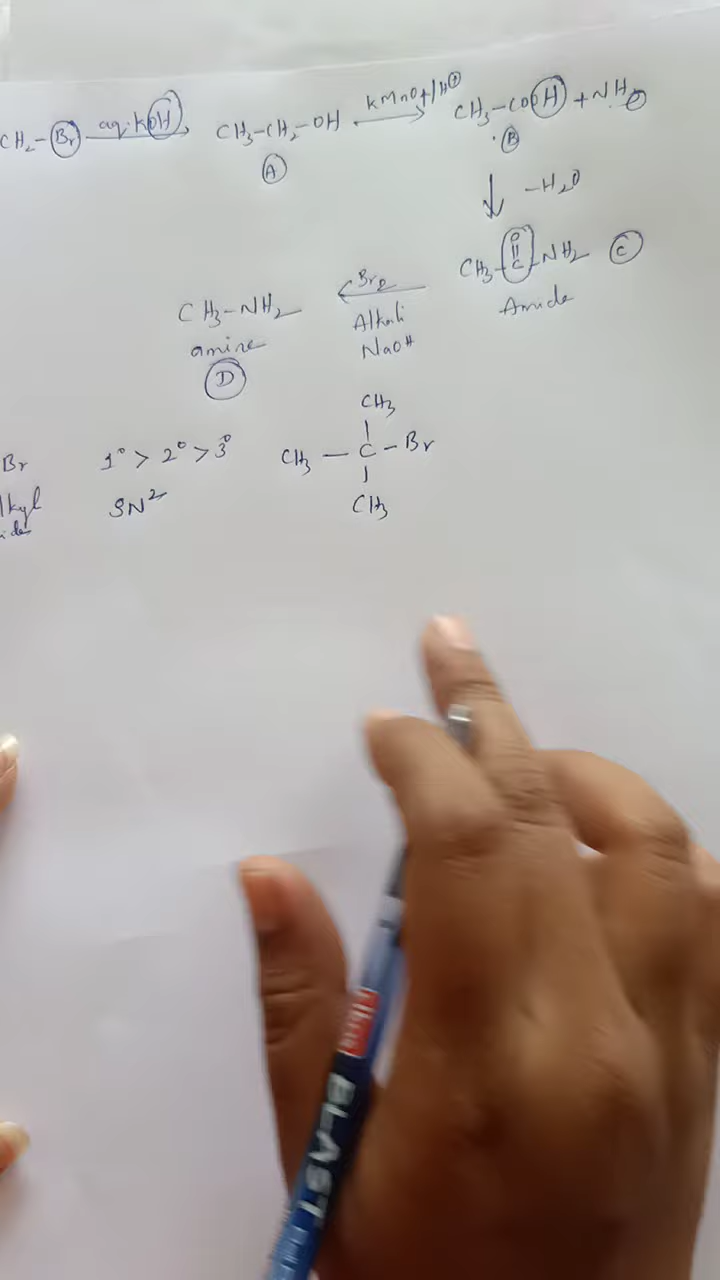 CH₂-Br aq. KOH CH₃-CH₂-OH KMnO₄/H⊕ CH₃-COOH + NH₃
A
B
-H₂O
O
CH₃-C-NH₂ C
Amide
Br₂
CH₃-NH₂
Alkali
amine
NaOH
D
CH₃
Br 1° > 2° > 3° CH₃-C-Br
SN²
CH₃
BLAST